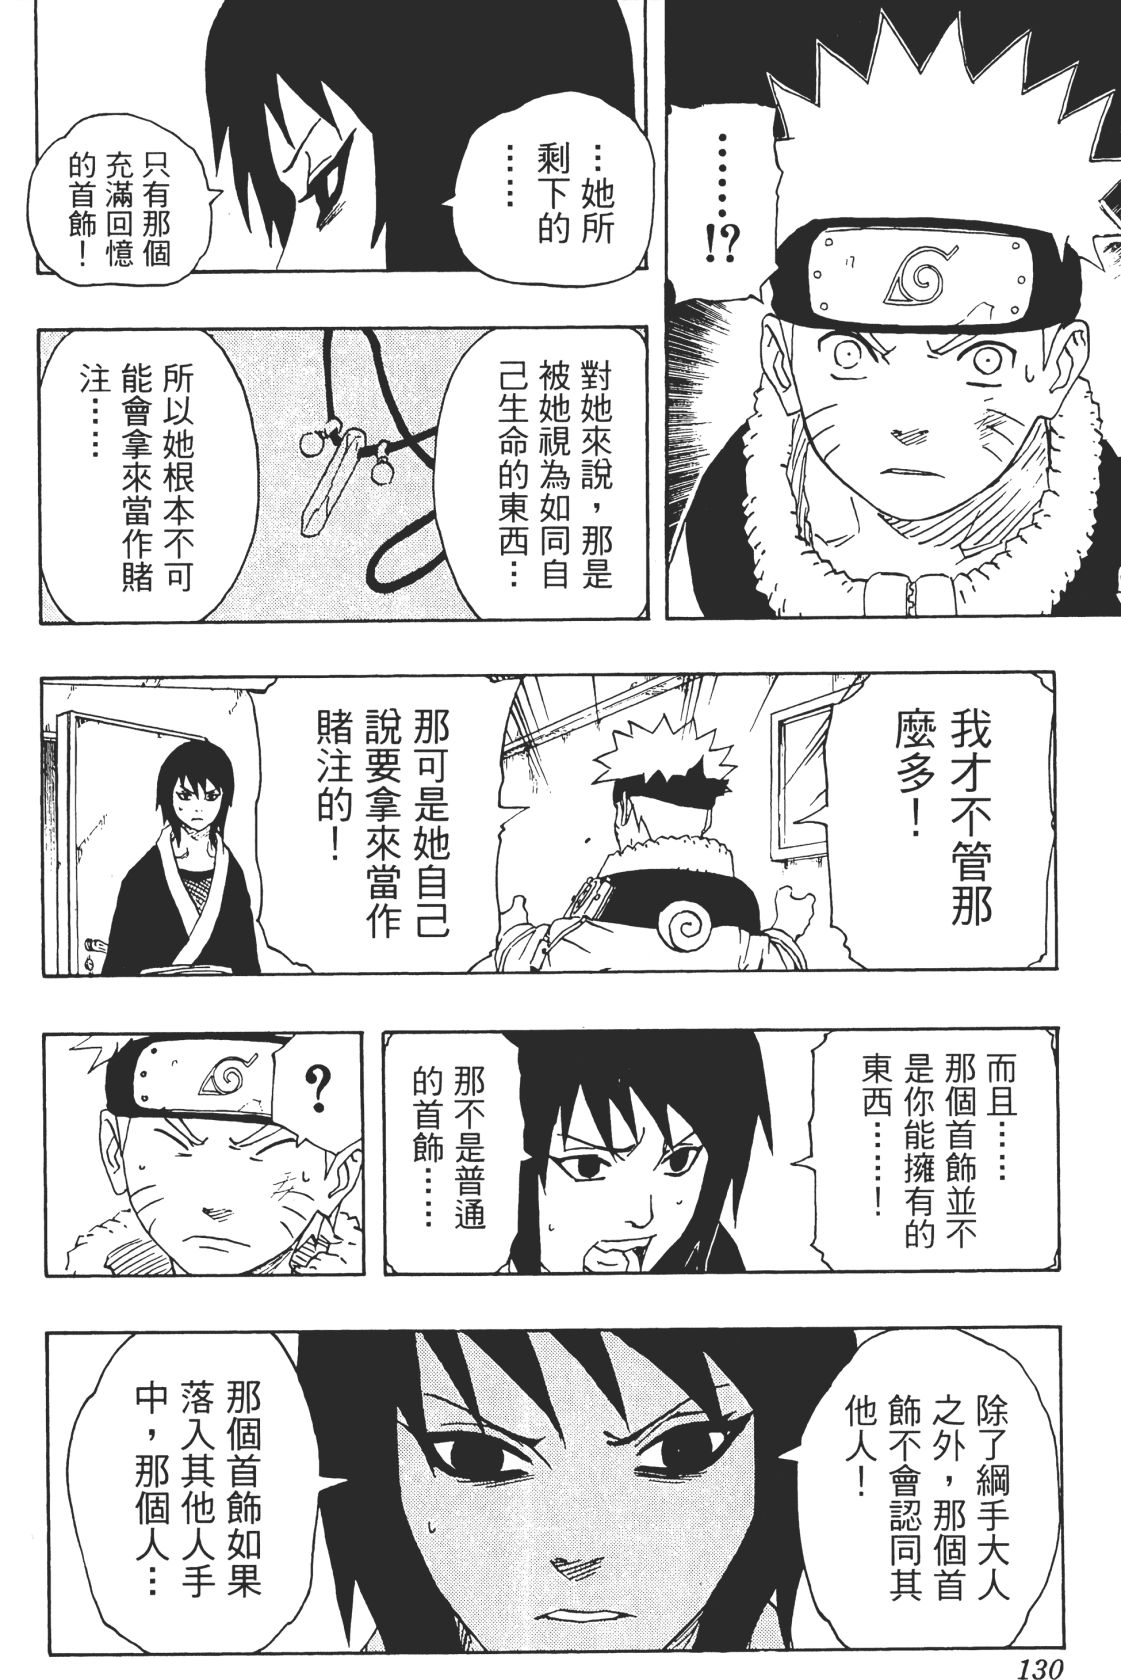 ………
!?
…她所
剩下的
……
只有那個
充滿回憶
的首飾！
對她來說，那是
被她視為如同自
己生命的東西…
所以她根本不可
能會拿來當作賭
注……
我才不管那
麼多！
那可是她自己
說要拿來當作
賭注的！
而且……
那個首飾並不
是你能擁有的
東西……！
那不是普通
的首飾……
?
除了綱手大人
之外，那個首
飾不會認同其
他人！
那個首飾如果
落入其他人手
中，那個人…
130